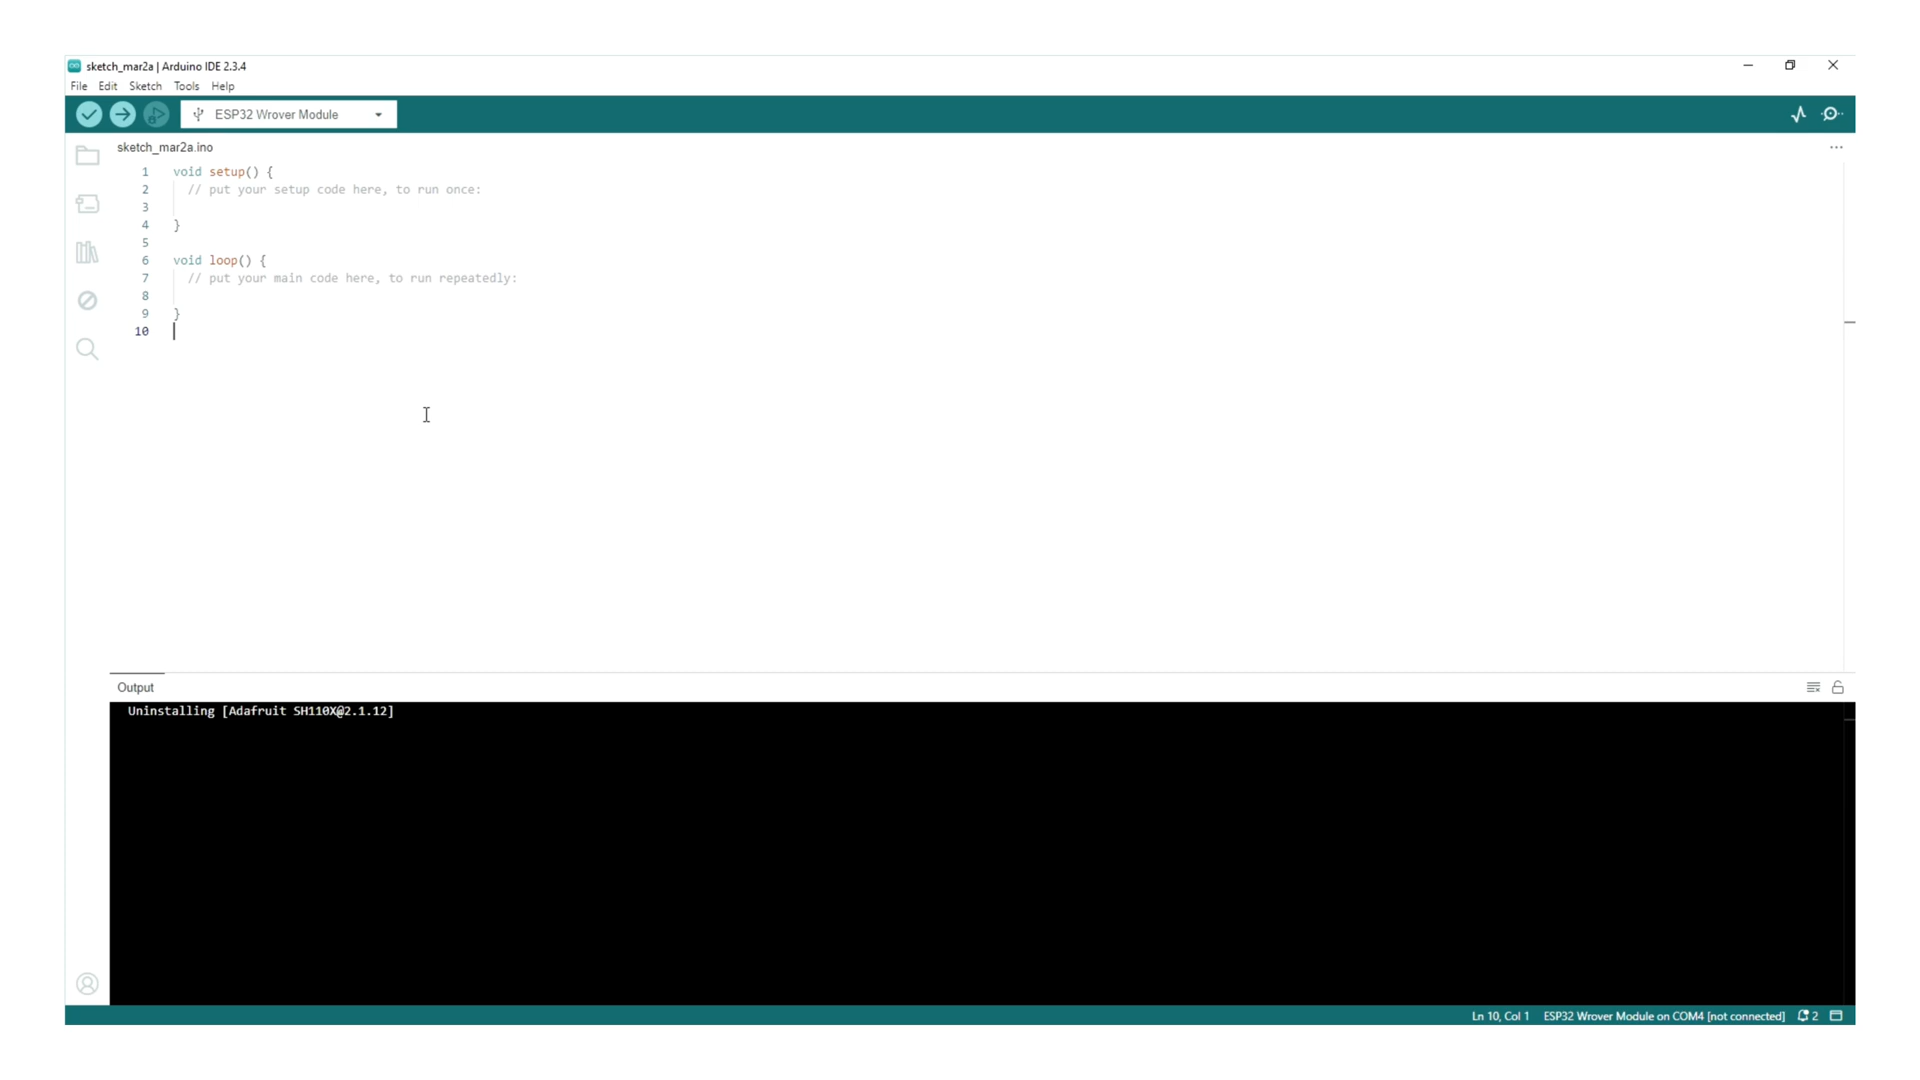 sketch_mar2a | Arduino IDE 2.3.4
File Edit Sketch Tools Help
ESP32 Wrover Module
sketch_mar2a.ino
1 void setup() {
2 // put your setup code here, to run once:
3
4 }
5
6 void loop() {
7 // put your main code here, to run repeatedly:
8
9 }
10
Output
Uninstalling [Adafruit SH110X@2.1.12]
Ln 10, Col 1 ESP32 Wrover Module on COM4 [not connected] 2